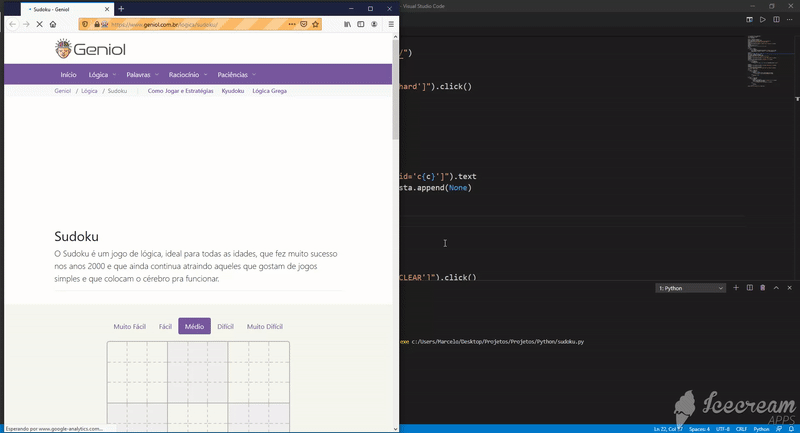 Sudoku - Geniol
https://www.geniol.com.br/logica/sudoku/
Geniol
Início
Lógica
Palavras
Raciocínio
Paciências
Geniol / Lógica / Sudoku
Como Jogar e Estratégias
Kyudoku
Lógica Grega
Sudoku
O Sudoku é um jogo de lógica, ideal para todas as idades, que fez muito sucesso
nos anos 2000 e que ainda continua atraindo aqueles que gostam de jogos
simples e que colocam o cérebro pra funcionar.
Muito Fácil
Fácil
Médio
Difícil
Muito Difícil
Esperando por www.google-analytics.com...
Visual Studio Code
/")
hard']").click()
id='c{c}']").text
sta.append(None)
CLEAR']").click()
1: Python
exe c:/Users/Marcelo/Desktop/Projetos/Projetos/Python/sudoku.py
Ln 22, Col 17
Spaces: 4
UTF-8
CRLF
Python
Icecream
APPS